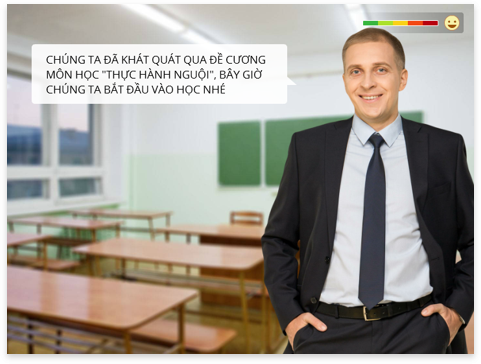 CHÚNG TA ĐÃ KHÁT QUÁT QUA ĐỀ CƯƠNG
MÔN HỌC "THỰC HÀNH NGUỘI", BÂY GIỜ
CHÚNG TA BẮT ĐẦU VÀO HỌC NHÉ